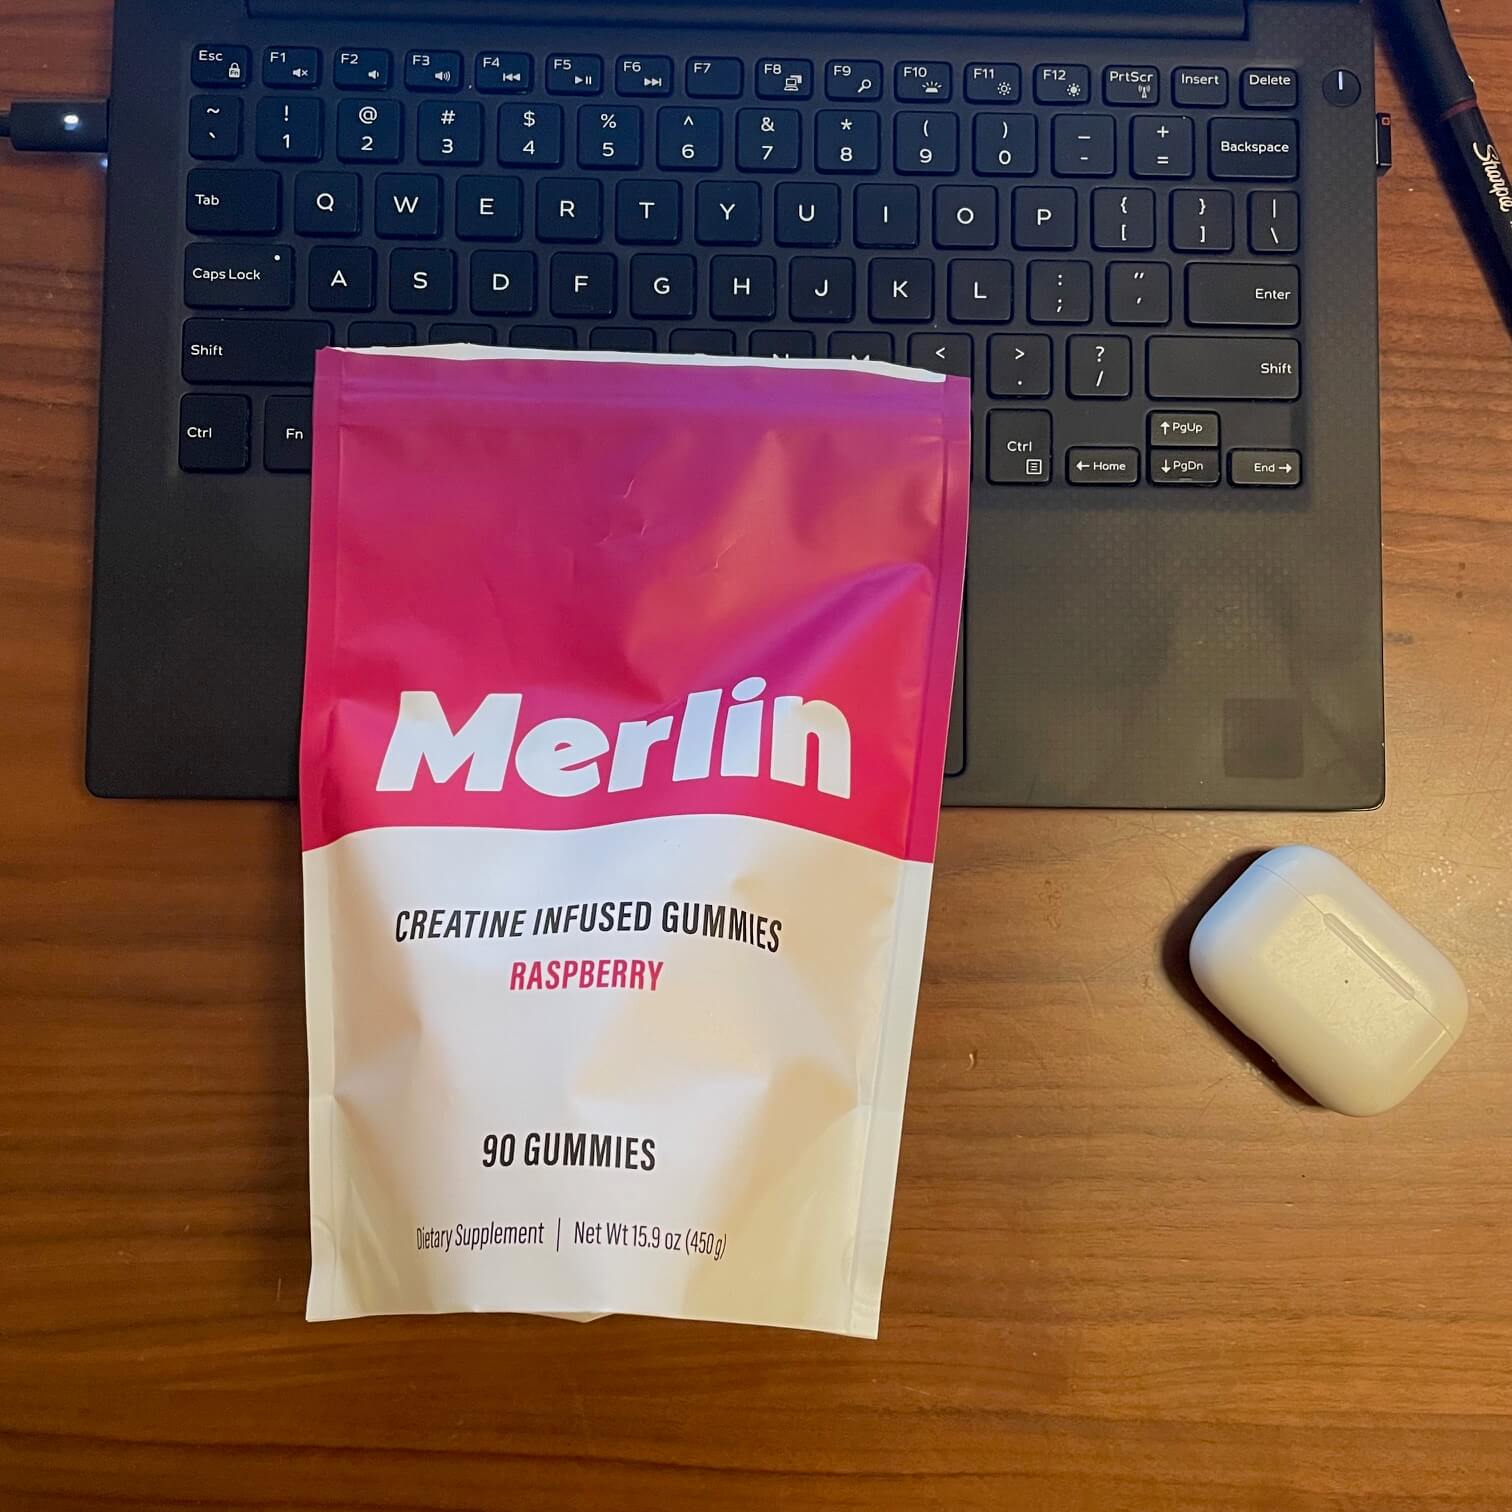 Esc Fn F1 F2 F3 F4 F5 F6 F7 F8 F9 F10 F11 F12 PrtScr Insert Delete
~ ! @ # $ % ^ & * ( ) _ +
` 1 2 3 4 5 6 7 8 9 0 - = Backspace
Tab Q W E R T Y U I O P { [ } ] | \
Caps Lock A S D F G H J K L : ; " ' Enter
Shift < > . ? / Shift
Ctrl Fn Ctrl PgUp
Home PgDn End
Sharpie
Merlin
CREATINE INFUSED GUMMIES
RASPBERRY
90 GUMMIES
Dietary Supplement | Net Wt 15.9 oz (450g)